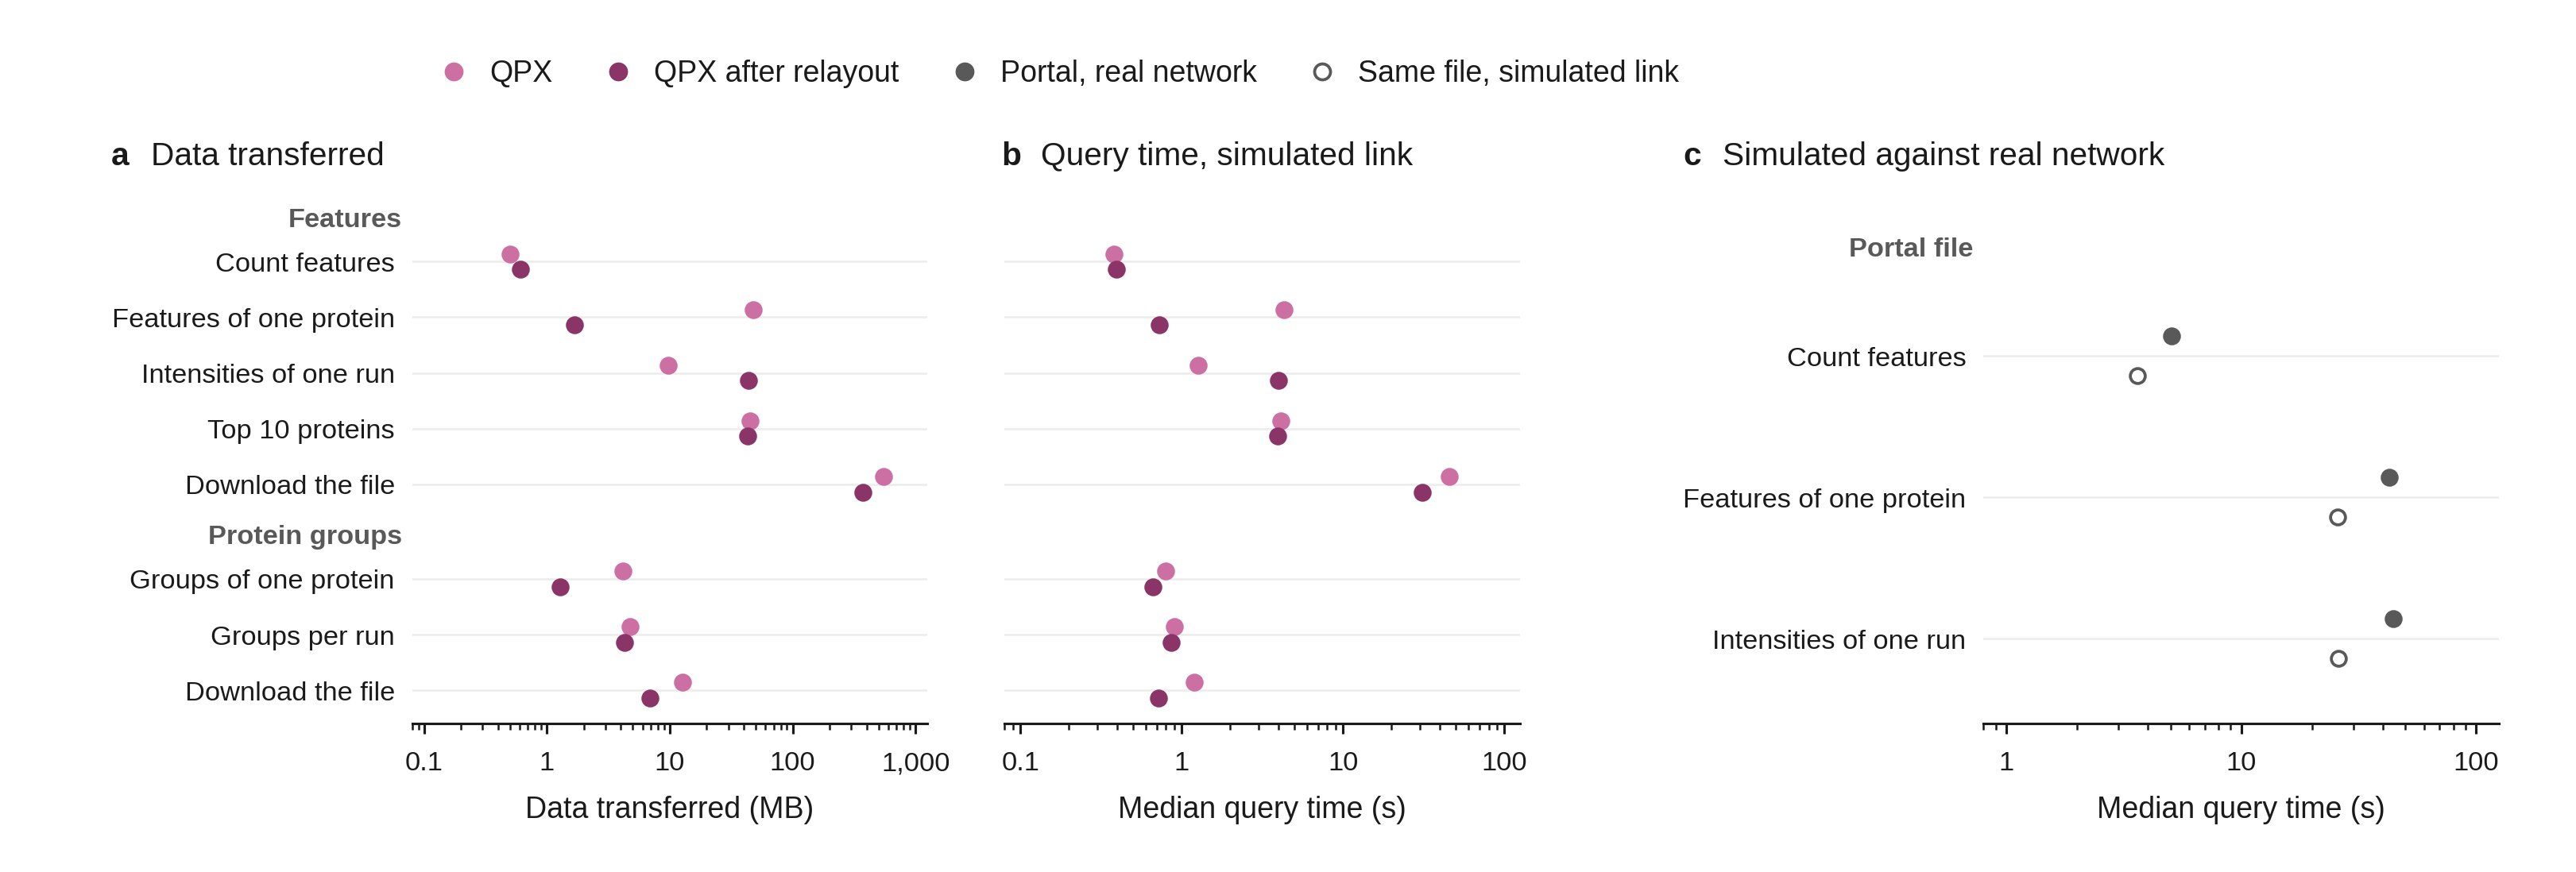 QPX
QPX after relayout
Portal, real network
Same file, simulated link
a Data transferred
Features
Count features
Features of one protein
Intensities of one run
Top 10 proteins
Download the file
Protein groups
Groups of one protein
Groups per run
Download the file
0.1 1 10 100 1,000
Data transferred (MB)
b Query time, simulated link
0.1 1 10 100
Median query time (s)
c Simulated against real network
Portal file
Count features
Features of one protein
Intensities of one run
1 10 100
Median query time (s)